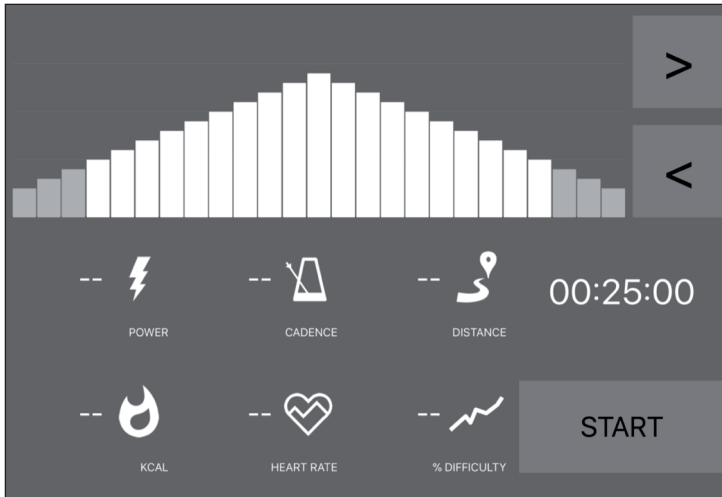 >
<
-- -- -- 00:25:00
POWER CADENCE DISTANCE
-- -- --
START
KCAL HEART RATE % DIFFICULTY